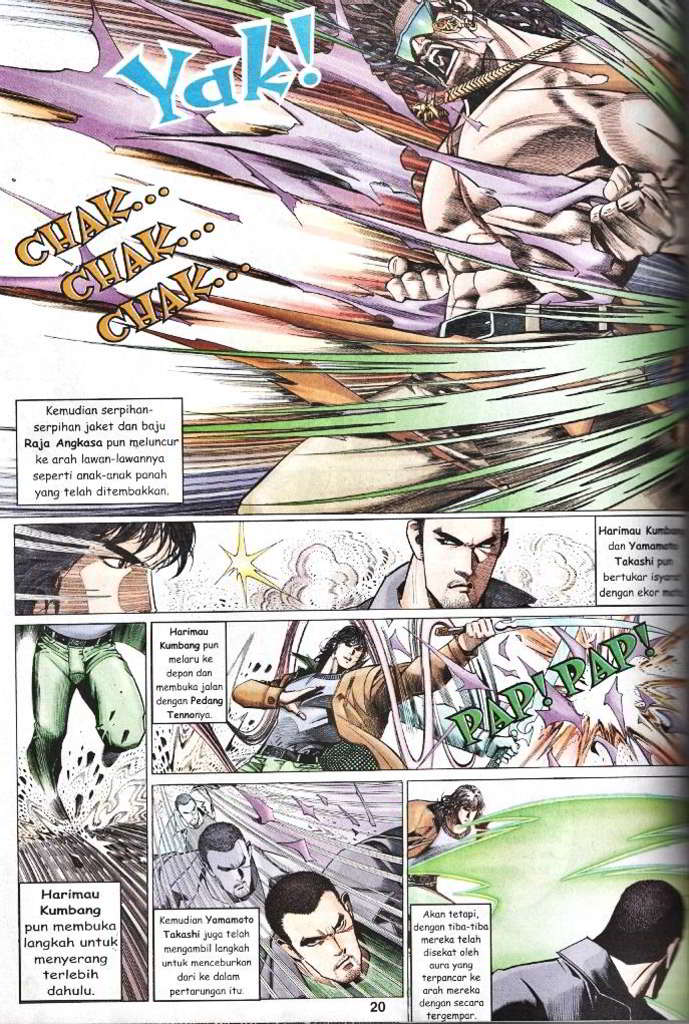 Yak!
CHAK...
CHAK...
CHAK...
Kemudian serpihan-
serpihan jaket dan baju
Raja Angkasa pun meluncur
ke arah lawan-lawannya
seperti anak-anak panah
yang telah ditembakkan.
Harimau Kumbang
dan Yamamoto
Takashi pun
bertukar isyarat
dengan ekor mata.
Harimau
Kumbang pun
melaru ke
depan dan
membuka jalan
dengan Pedang
Tennonya.
PAP! PAP!
Harimau
Kumbang
pun membuka
langkah untuk
menyerang
terlebih
dahulu.
Kemudian Yamamoto
Takashi juga telah
mengambil langkah
untuk menceburkan
diri ke dalam
pertarungan itu.
Akan tetapi,
dengan tiba-tiba
mereka telah
disekat oleh
aura yang
terpancar ke
arah mereka
dengan secara
tergempar.
20